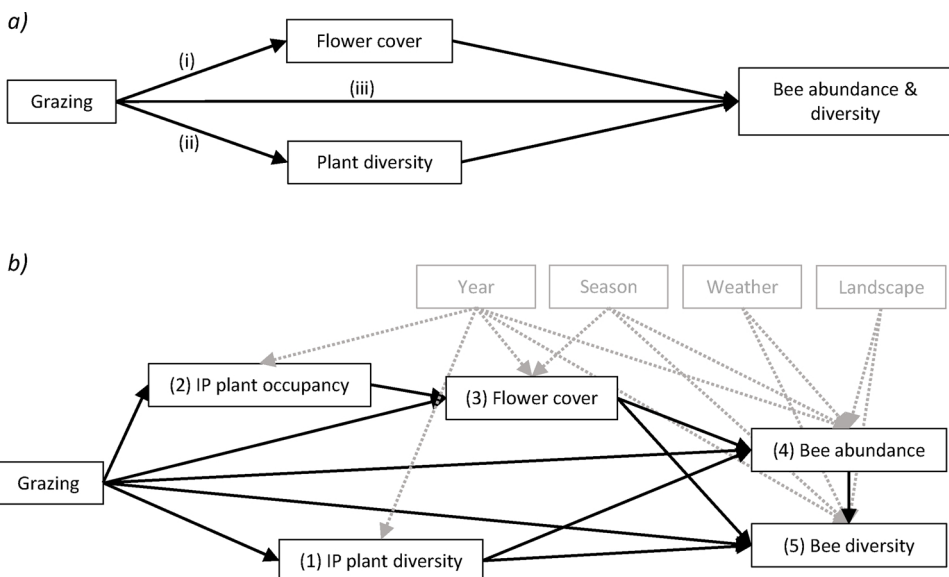 a)
Flower cover
(i)
Grazing
(iii)
Bee abundance &
diversity
(ii)
Plant diversity
b)
Year
Season
Weather
Landscape
(2) IP plant occupancy
(3) Flower cover
(4) Bee abundance
Grazing
(5) Bee diversity
(1) IP plant diversity